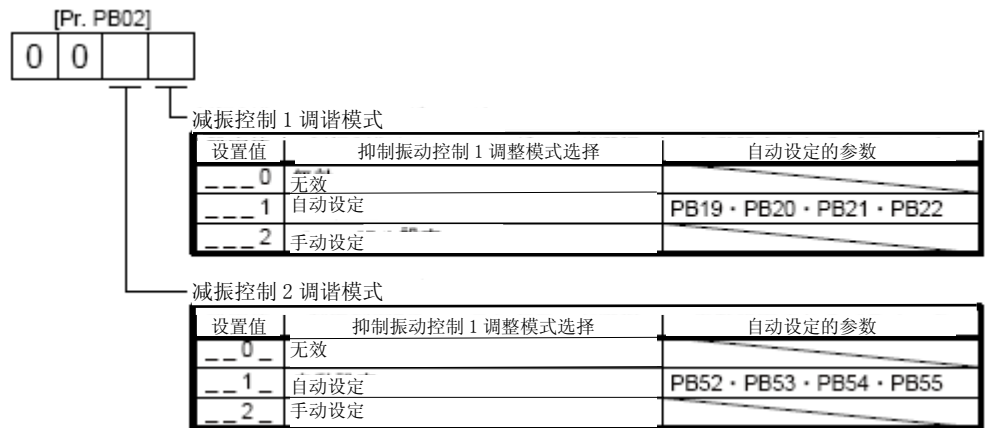 [Pr. PB02]
0 0
减振控制 1 调谐模式
设置值 抑制振动控制 1 调整模式选择 自动设定的参数
_ _ _ 0 无效
_ _ _ 1 自动设定 PB19・PB20・PB21・PB22
_ _ _ 2 手动设定
减振控制 2 调谐模式
设置值 抑制振动控制 1 调整模式选择 自动设定的参数
_ _ 0 _ 无效
_ _ 1 _ 自动设定 PB52・PB53・PB54・PB55
_ _ 2 _ 手动设定